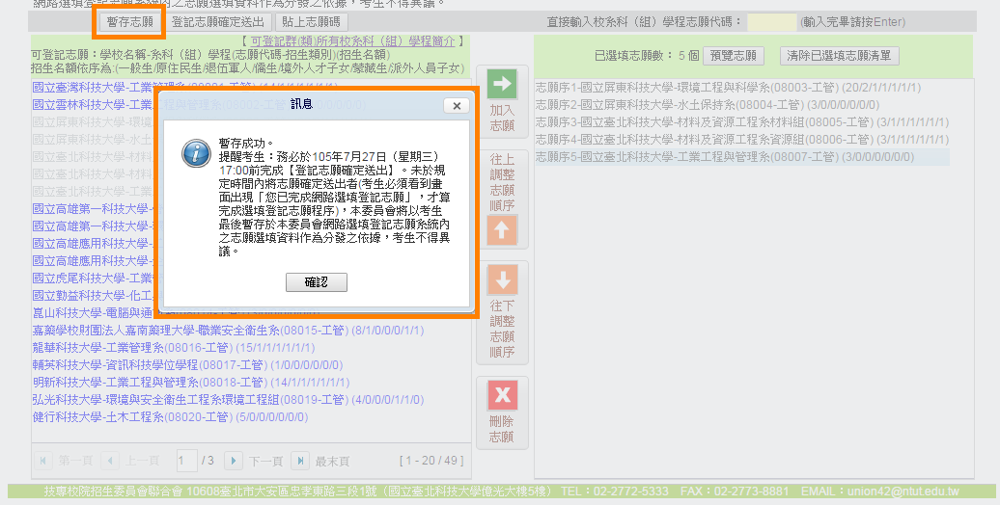 網路選填登記志願系統內之志願選填資料作為分發之依據，考生不得異議。
暫存志願 登記志願確定送出 貼上志願碼 直接輸入校系科（組）學程志願代碼： (輸入完畢請按Enter)
【 可登記群(類)所有校系科（組）學程簡介 】
可登記志願：學校名稱-系科（組）學程(志願代碼-招生類別)(招生名額)
招生名額依序為:(一般生/原住民生/退伍軍人/僑生/境外人才子女/蒙藏生/派外人員子女)
已選填志願數： 5 個 預覽志願 清除已選填志願清單
國立臺灣科技大學-工業管理系
國立雲林科技大學-工業工程與管理系(08002-工管)
國立屏東科技大學-環境
國立屏東科技大學-水土
國立臺北科技大學-材料
國立臺北科技大學-材料
國立臺北科技大學-工業
國立高雄第一科技大學-
國立高雄第一科技大學-
國立高雄應用科技大學-
國立高雄應用科技大學-
國立虎尾科技大學-工業
國立勤益科技大學-化工
崑山科技大學-電腦與通
嘉藥學校財團法人嘉南藥理大學-職業安全衛生系(08015-工管) (8/1/0/0/0/1/1)
龍華科技大學-工業管理系(08016-工管) (15/1/1/1/1/1/1)
輔英科技大學-資訊科技學位學程(08017-工管) (1/0/0/0/0/0/0)
明新科技大學-工業工程與管理系(08018-工管) (14/1/1/1/1/1/1)
弘光科技大學-環境與安全衛生工程系環境工程組(08019-工管) (4/0/0/0/1/1/0)
健行科技大學-土木工程系(08020-工管) (5/0/0/0/0/0/0)
第一頁 上一頁 1 / 3 下一頁 最末頁 [ 1 - 20 / 49 ]
訊息
暫存成功。
提醒考生：務必於105年7月27日（星期三）
17:00前完成【登記志願確定送出】。未於規
定時間內將志願確定送出者(考生必須看到畫
面出現「您已完成網路選填登記志願」，才算
完成選填登記志願程序)，本委員會將以考生
最後暫存於本委員會網路選填登記志願系統內
之志願選填資料作為分發之依據，考生不得異
議。
確認
加入
志願
往上
調整
志願
順序
往下
調整
志願
順序
X
刪除
志願
志願序1-國立屏東科技大學-環境工程與科學系(08003-工管) (20/2/1/1/1/1/1)
志願序2-國立屏東科技大學-水土保持系(08004-工管) (3/0/0/0/0/0/0)
志願序3-國立臺北科技大學-材料及資源工程系材料組(08005-工管) (3/1/1/1/1/1/1)
志願序4-國立臺北科技大學-材料及資源工程系資源組(08006-工管) (3/1/1/1/1/1/1)
志願序5-國立臺北科技大學-工業工程與管理系(08007-工管) (3/0/0/0/0/0/0)
技專校院招生委員會聯合會 10608臺北市大安區忠孝東路三段1號（國立臺北科技大學億光大樓5樓） TEL：02-2772-5333 FAX：02-2773-8881 EMAIL：union42@ntut.edu.tw